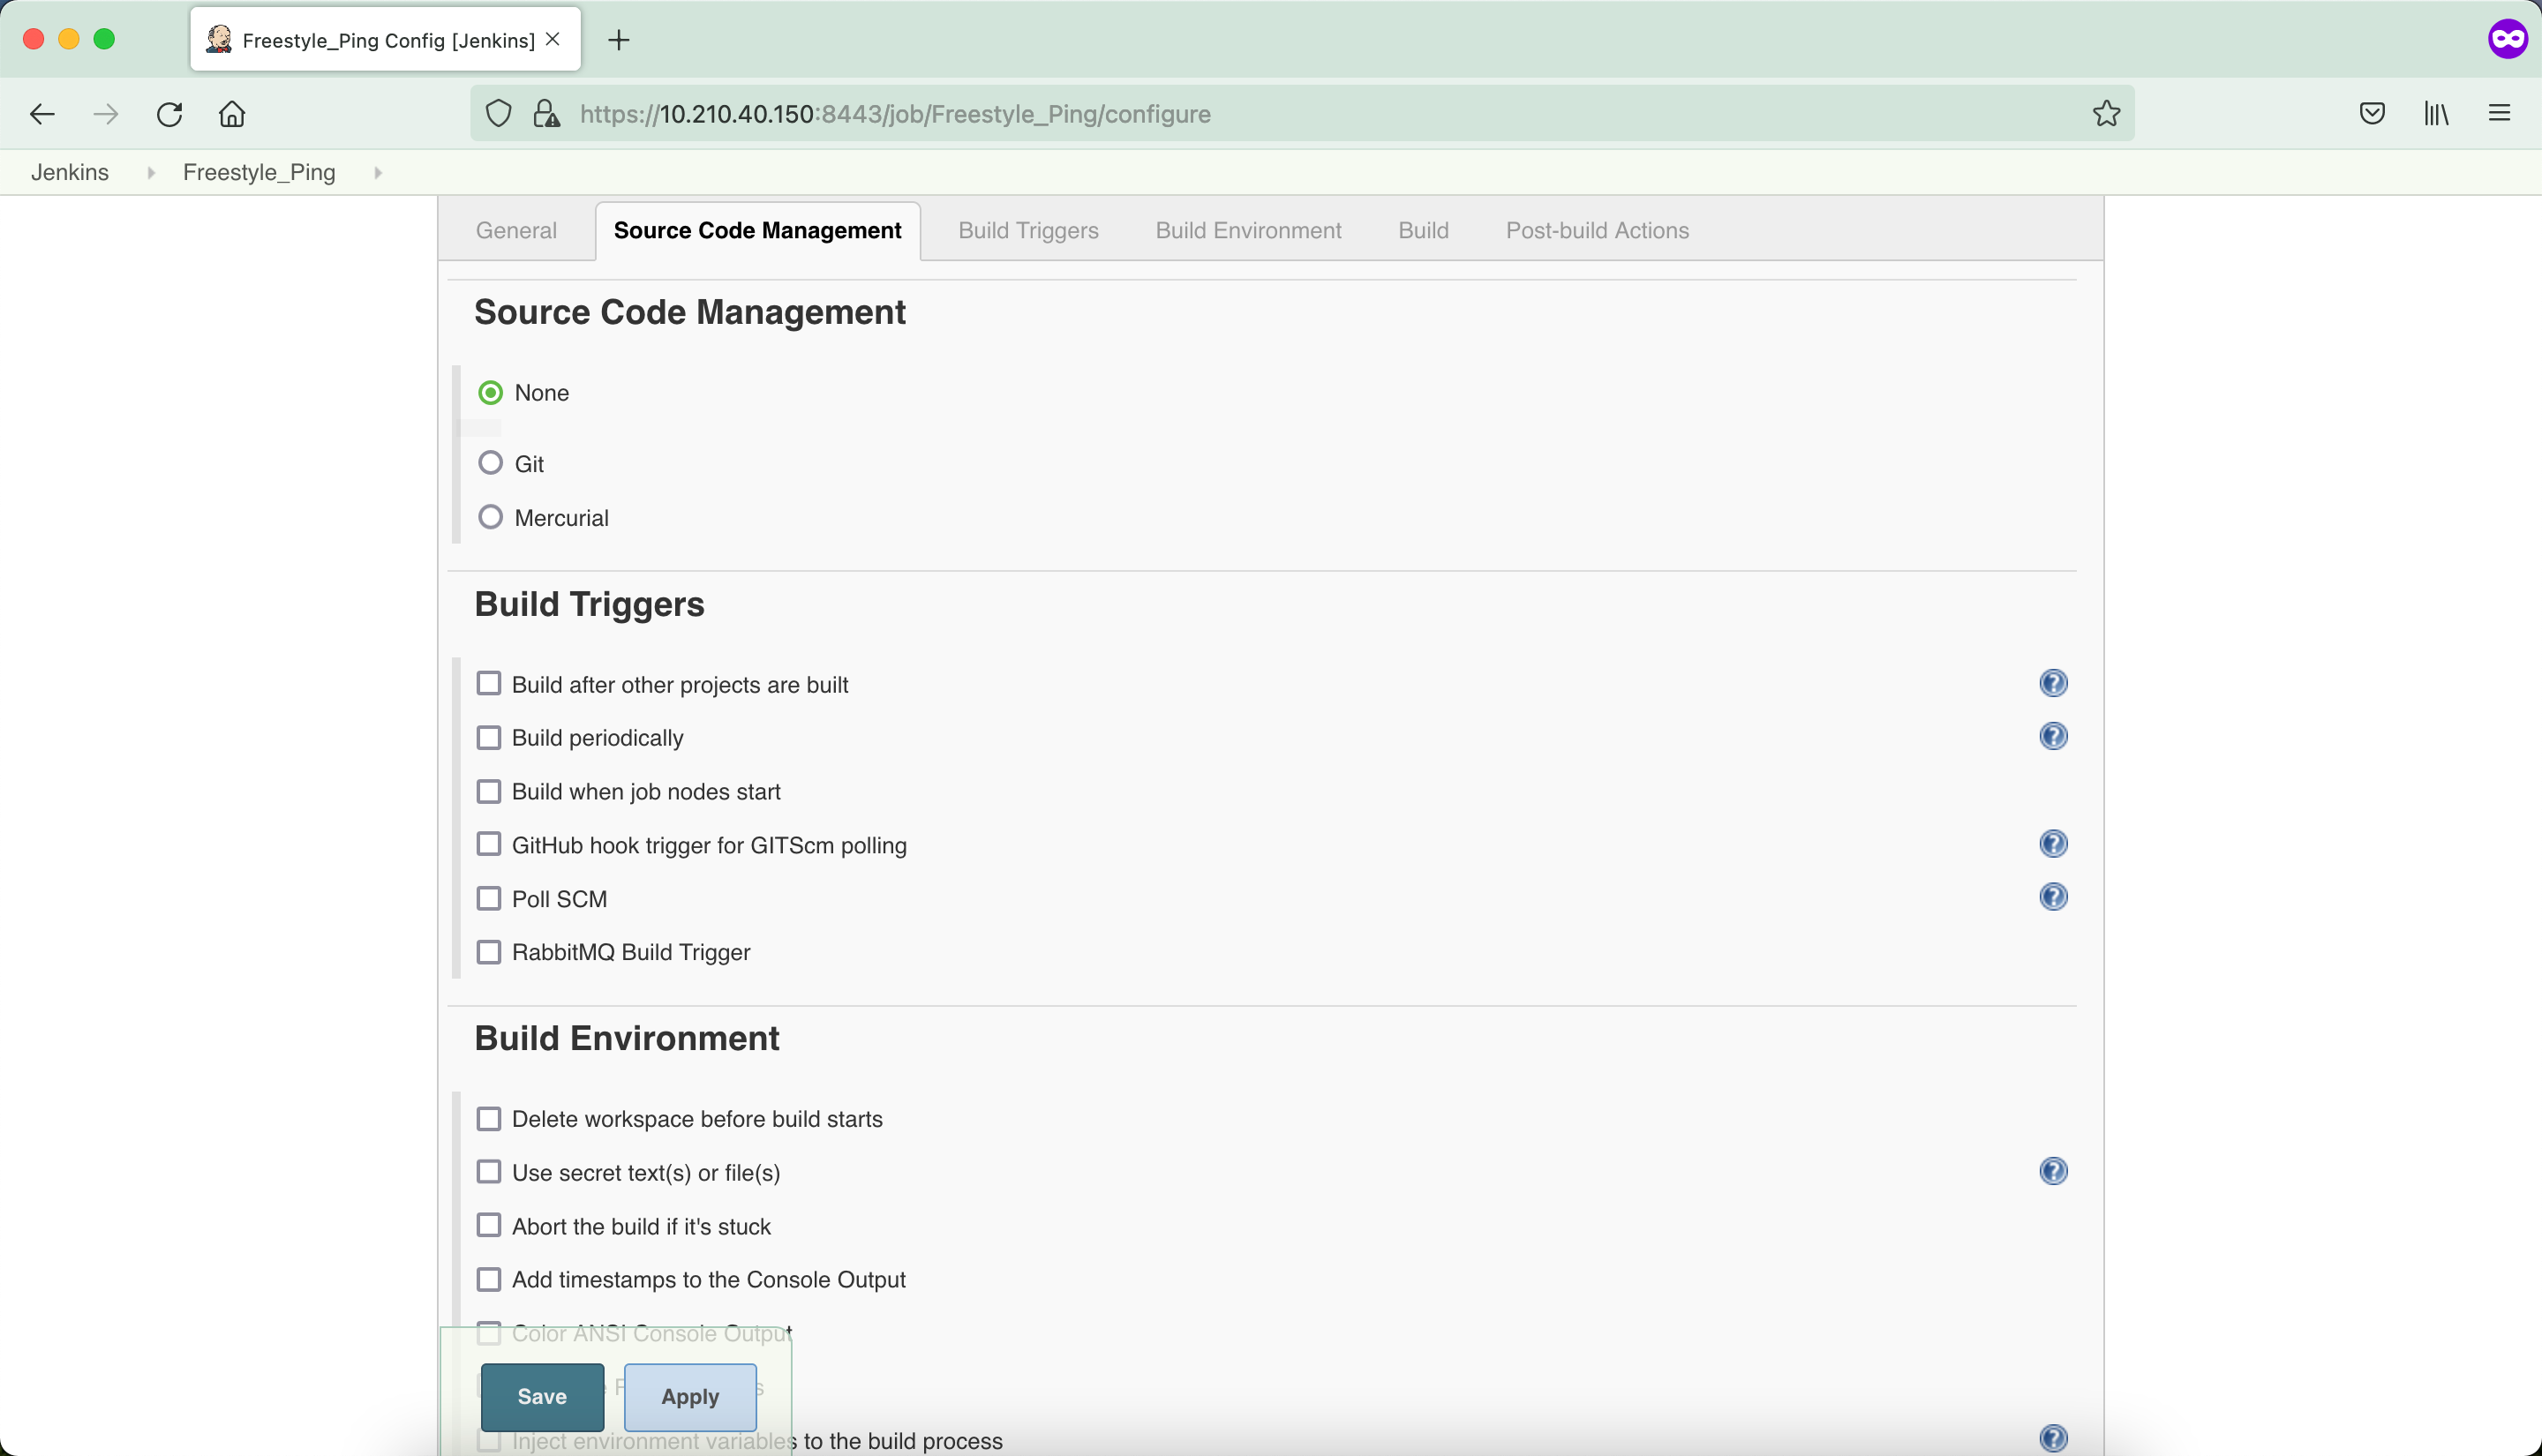 Freestyle_Ping Config [Jenkins]
https://10.210.40.150:8443/job/Freestyle_Ping/configure
Jenkins Freestyle_Ping
General Source Code Management Build Triggers Build Environment Build Post-build Actions
Source Code Management
None
Git
Mercurial
Build Triggers
Build after other projects are built
Build periodically
Build when job nodes start
GitHub hook trigger for GITScm polling
Poll SCM
RabbitMQ Build Trigger
Build Environment
Delete workspace before build starts
Use secret text(s) or file(s)
Abort the build if it's stuck
Add timestamps to the Console Output
Color ANSI Console Output
Save Apply
Inject environment variables to the build process